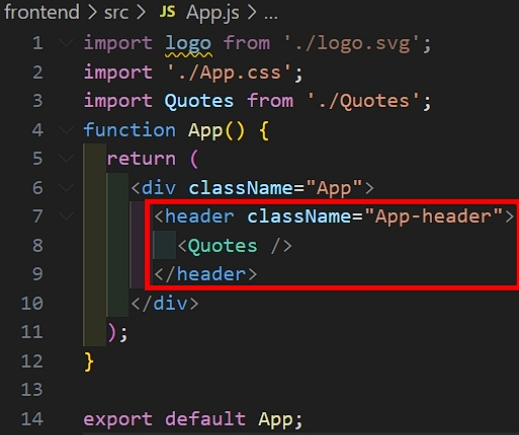 frontend > src > JS App.js > ...
1 import logo from './logo.svg';
2 import './App.css';
3 import Quotes from './Quotes';
4 function App() {
5   return (
6     <div className="App">
7       <header className="App-header">
8         <Quotes />
9       </header>
10     </div>
11   );
12 }
13
14 export default App;